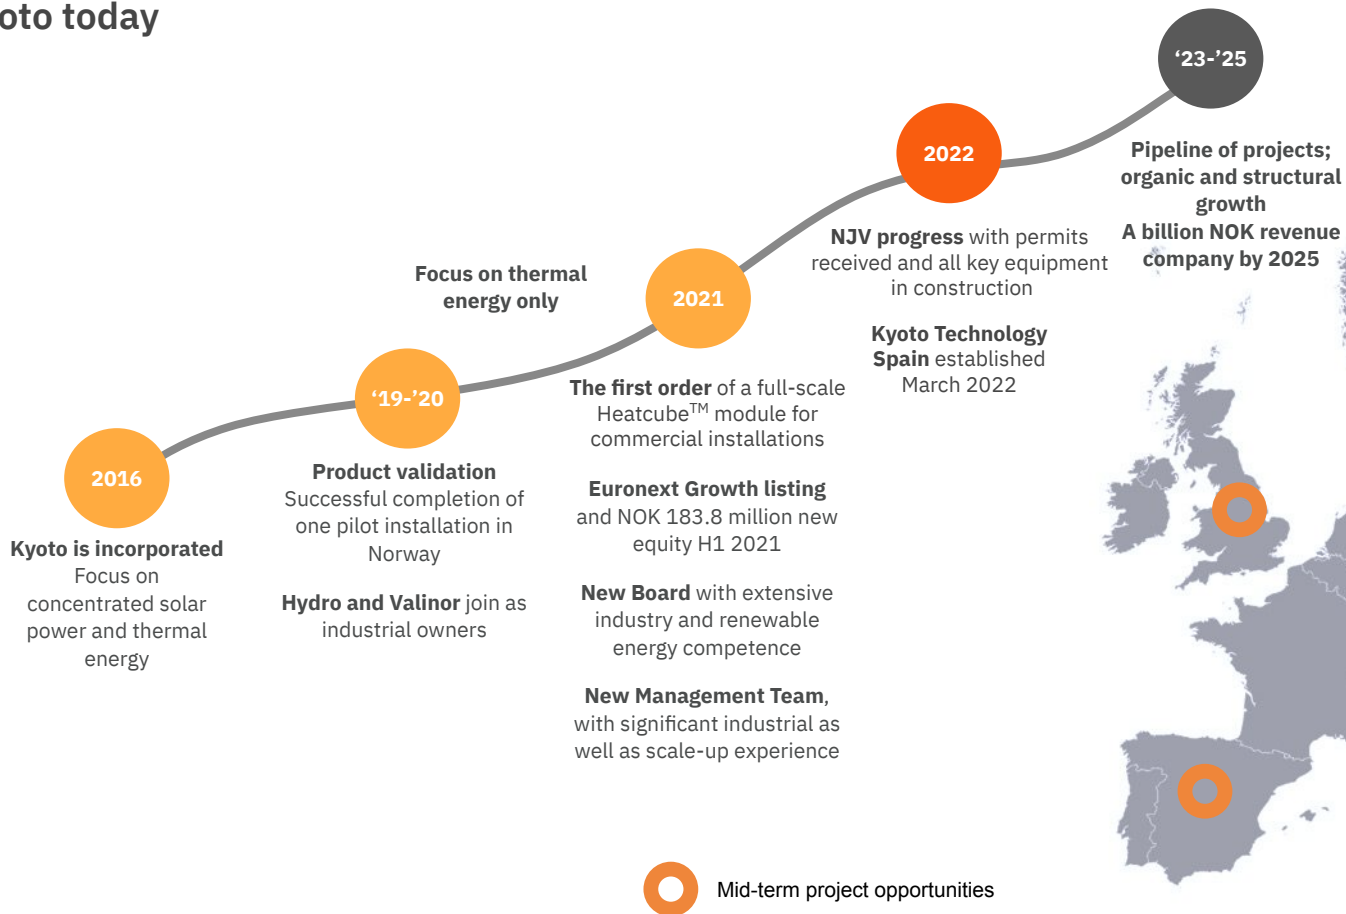 oto today
‘23-’25
Pipeline of projects;
organic and structural
growth
A billion NOK revenue
company by 2025
2022
NJV progress with permits
received and all key equipment
in construction
Kyoto Technology
Spain established
March 2022
Focus on thermal
energy only
2021
The first order of a full-scale
Heatcube™ module for
commercial installations
Euronext Growth listing
and NOK 183.8 million new
equity H1 2021
New Board with extensive
industry and renewable
energy competence
New Management Team,
with significant industrial as
well as scale-up experience
‘19-’20
Product validation
Successful completion of
one pilot installation in
Norway
Hydro and Valinor join as
industrial owners
2016
Kyoto is incorporated
Focus on
concentrated solar
power and thermal
energy
Mid-term project opportunities